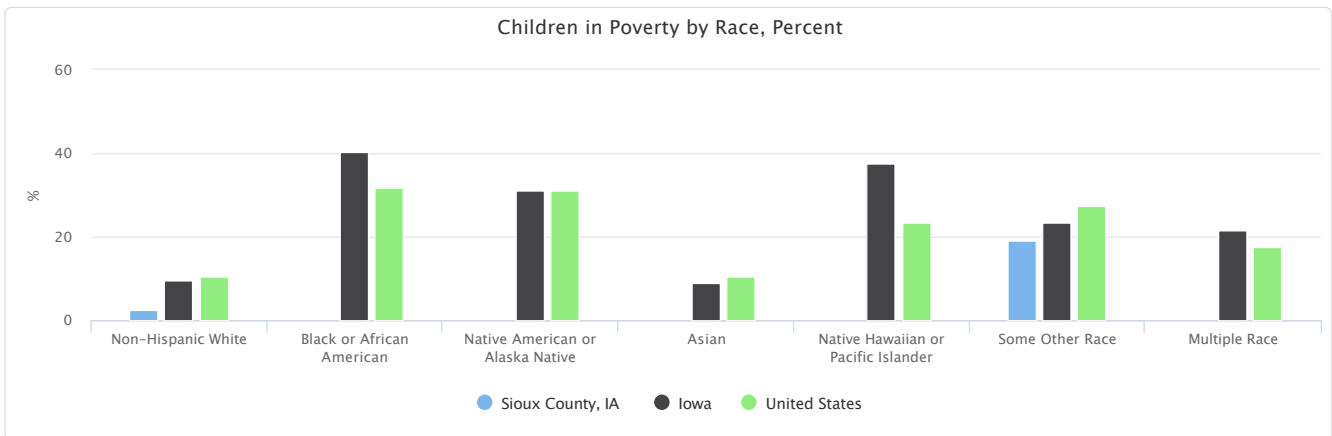 Children in Poverty by Race, Percent
60
40
20
0
%
Non-Hispanic White
Black or African
American
Native American or
Alaska Native
Asian
Native Hawaiian or
Pacific Islander
Some Other Race
Multiple Race
Sioux County, IA
Iowa
United States